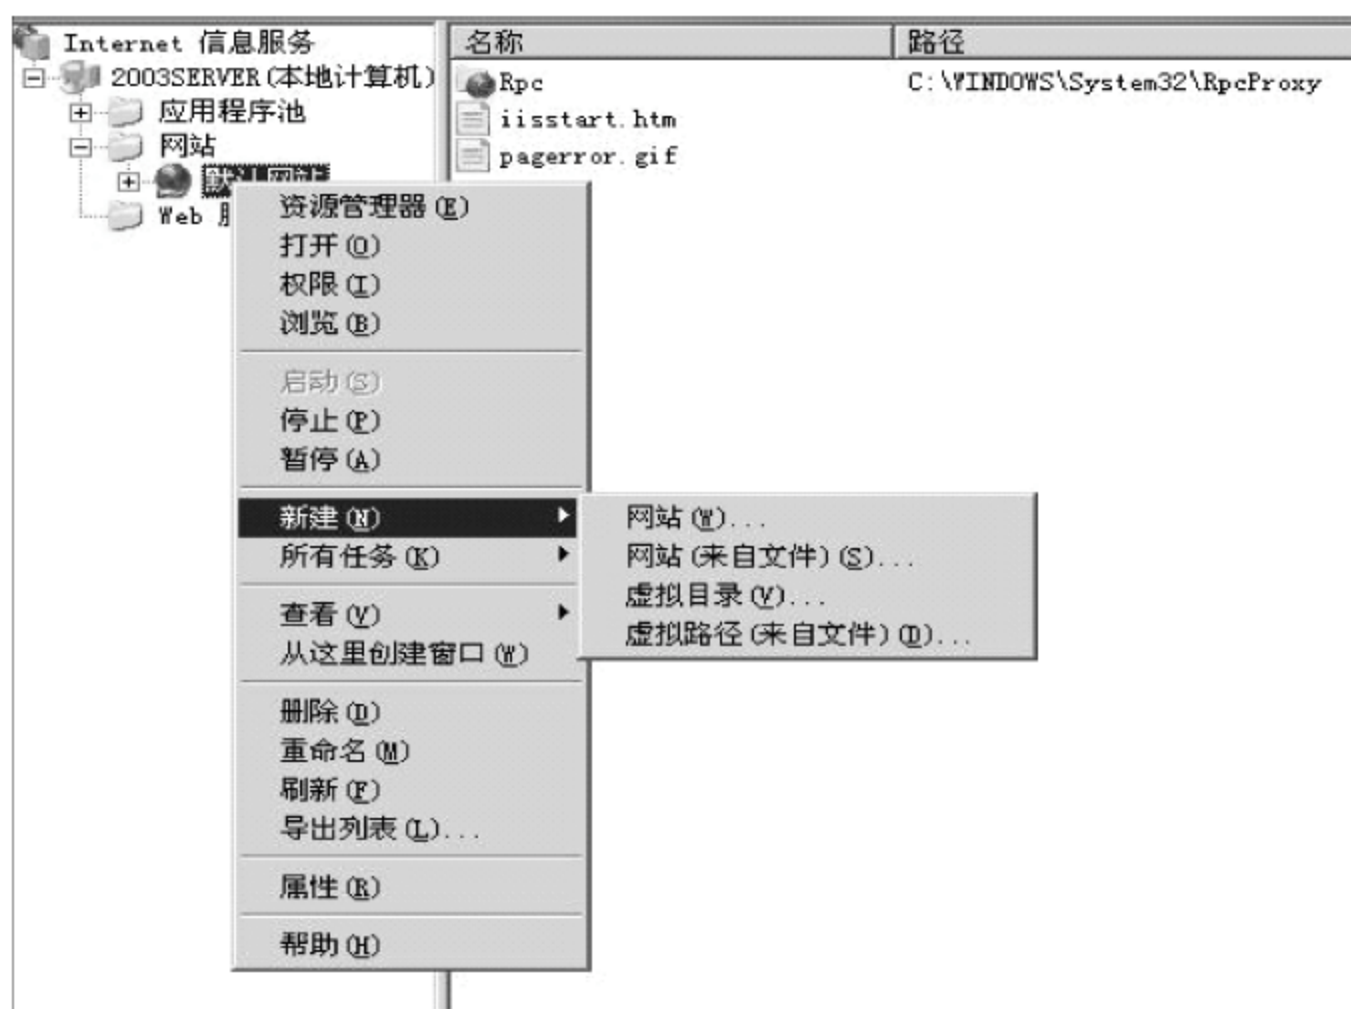 Internet 信息服务
名称
路径
2003SERVER(本地计算机)
Rpc
C:\WINDOWS\System32\RpcProxy
应用程序池
iisstart.htm
网站
pagerror.gif
默认网站
Web
资源管理器(E)
打开(O)
权限(I)
浏览(B)
启动(S)
停止(P)
暂停(A)
新建(N)
所有任务(K)
查看(V)
从这里创建窗口(W)
删除(D)
重命名(M)
刷新(F)
导出列表(L)...
属性(R)
帮助(H)
网站(W)...
网站(来自文件)(S)...
虚拟目录(V)...
虚拟路径(来自文件)(D)...